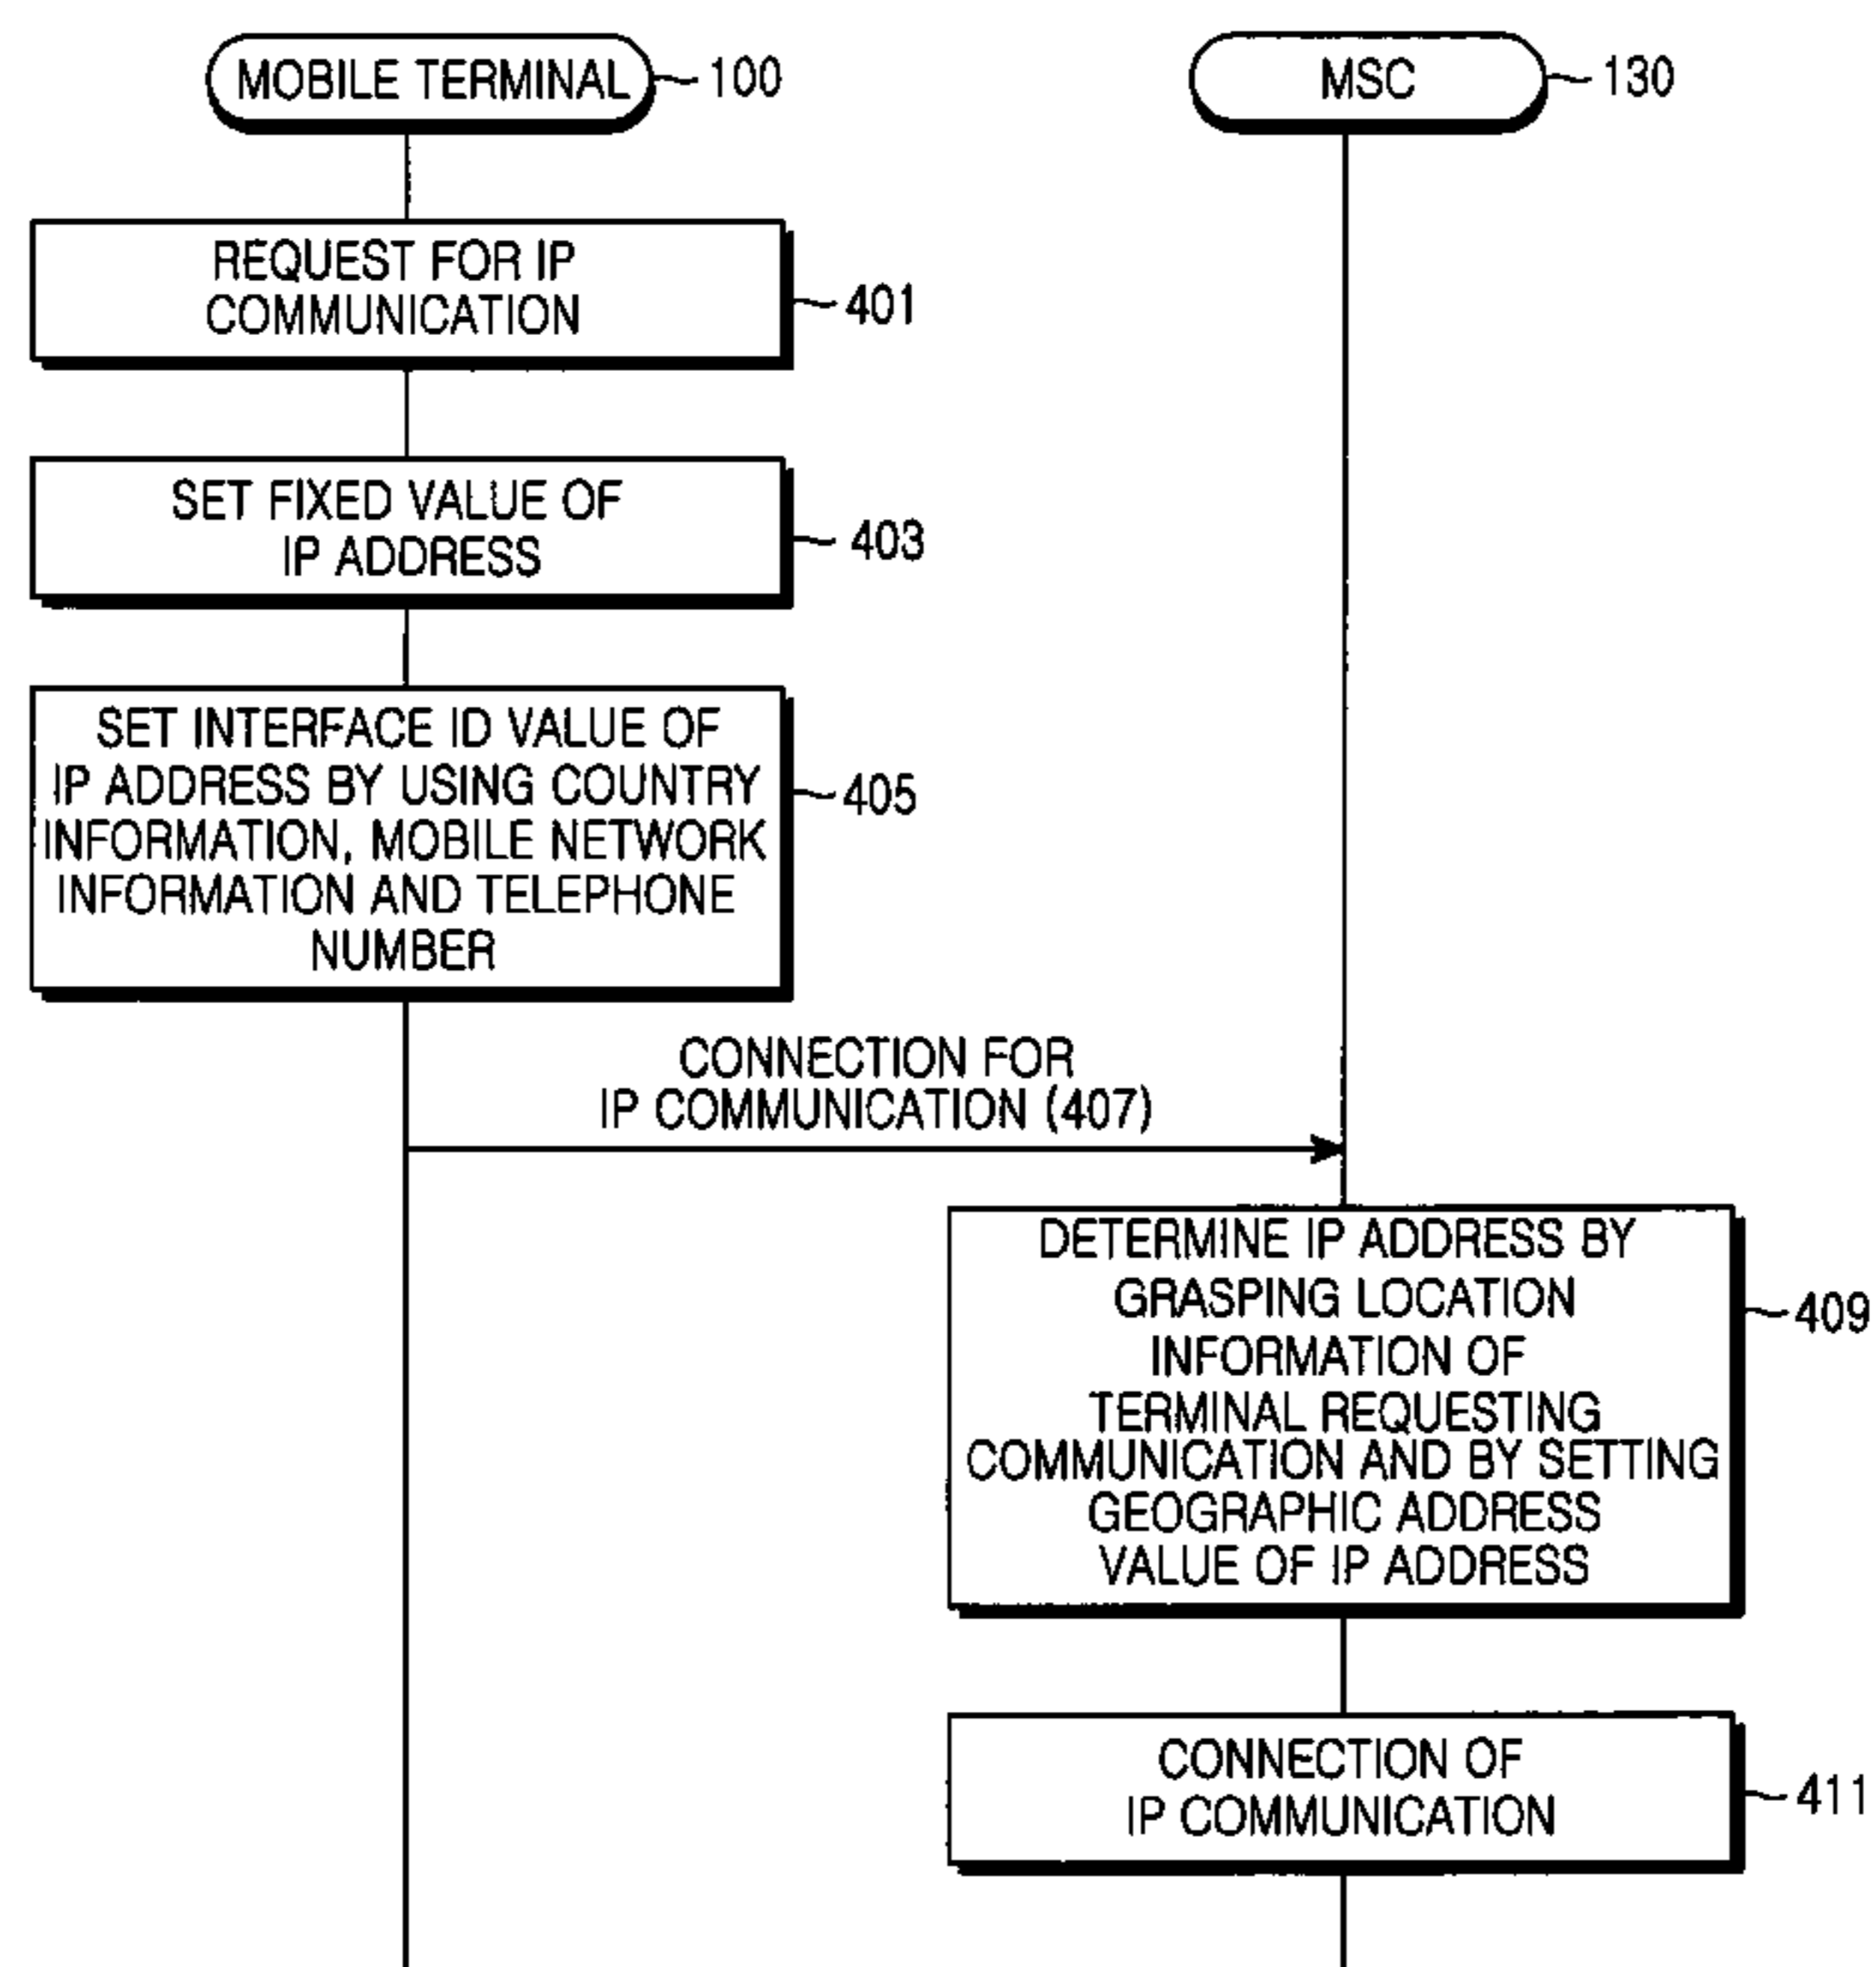 MOBILE TERMINAL 100
MSC 130
REQUEST FOR IP
COMMUNICATION
401
SET FIXED VALUE OF
IP ADDRESS
403
SET INTERFACE ID VALUE OF
IP ADDRESS BY USING COUNTRY
INFORMATION, MOBILE NETWORK
INFORMATION AND TELEPHONE
NUMBER
405
CONNECTION FOR
IP COMMUNICATION (407)
DETERMINE IP ADDRESS BY
GRASPING LOCATION
INFORMATION OF
TERMINAL REQUESTING
COMMUNICATION AND BY SETTING
GEOGRAPHIC ADDRESS
VALUE OF IP ADDRESS
409
CONNECTION OF
IP COMMUNICATION
411